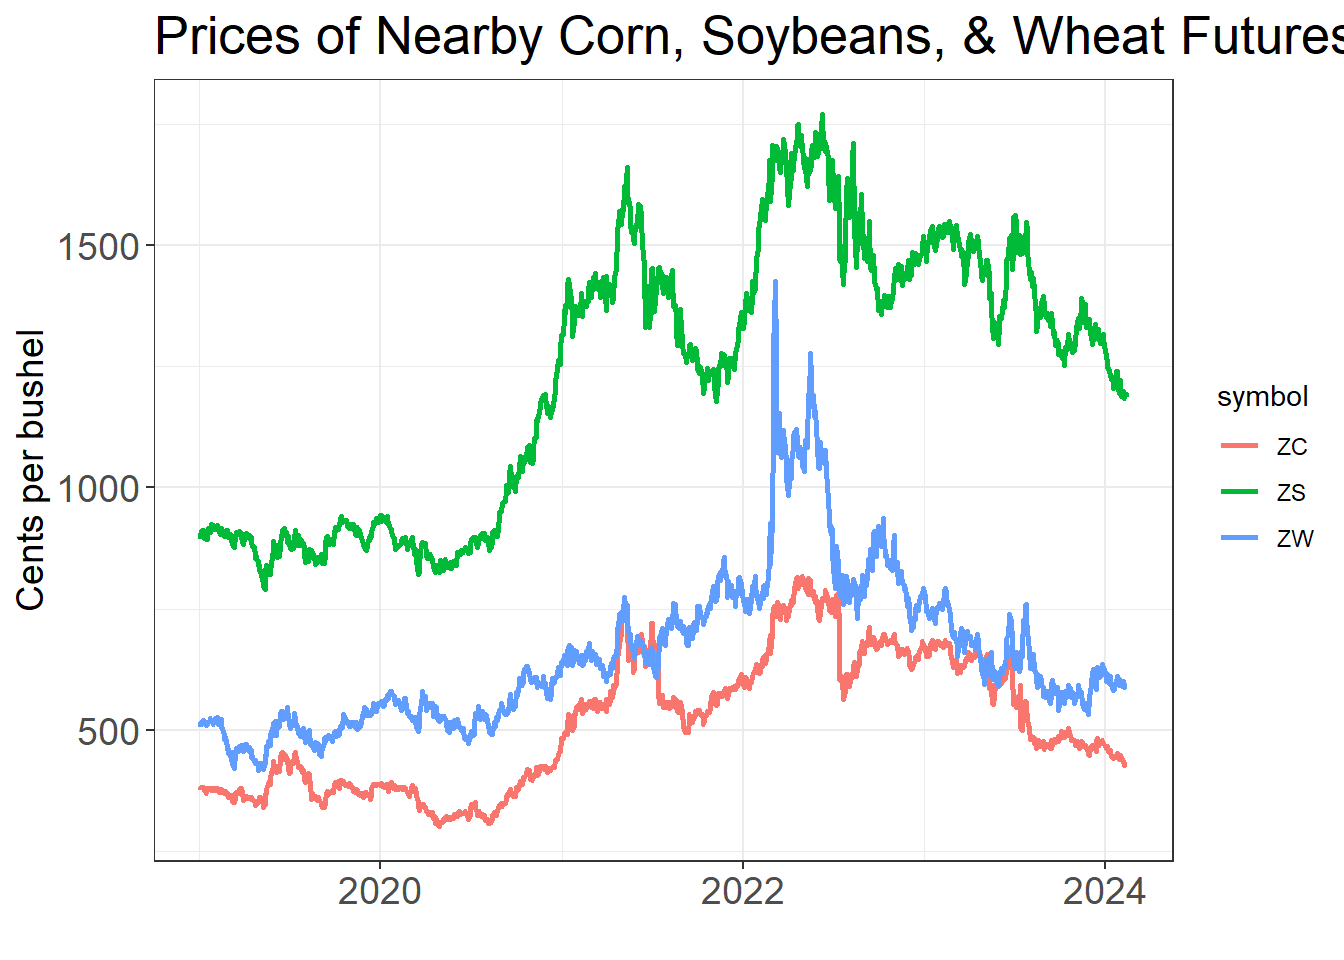 Prices of Nearby Corn, Soybeans, & Wheat Futures
Cents per bushel
1500
1000
500
2020
2022
2024
symbol
ZC
ZS
ZW